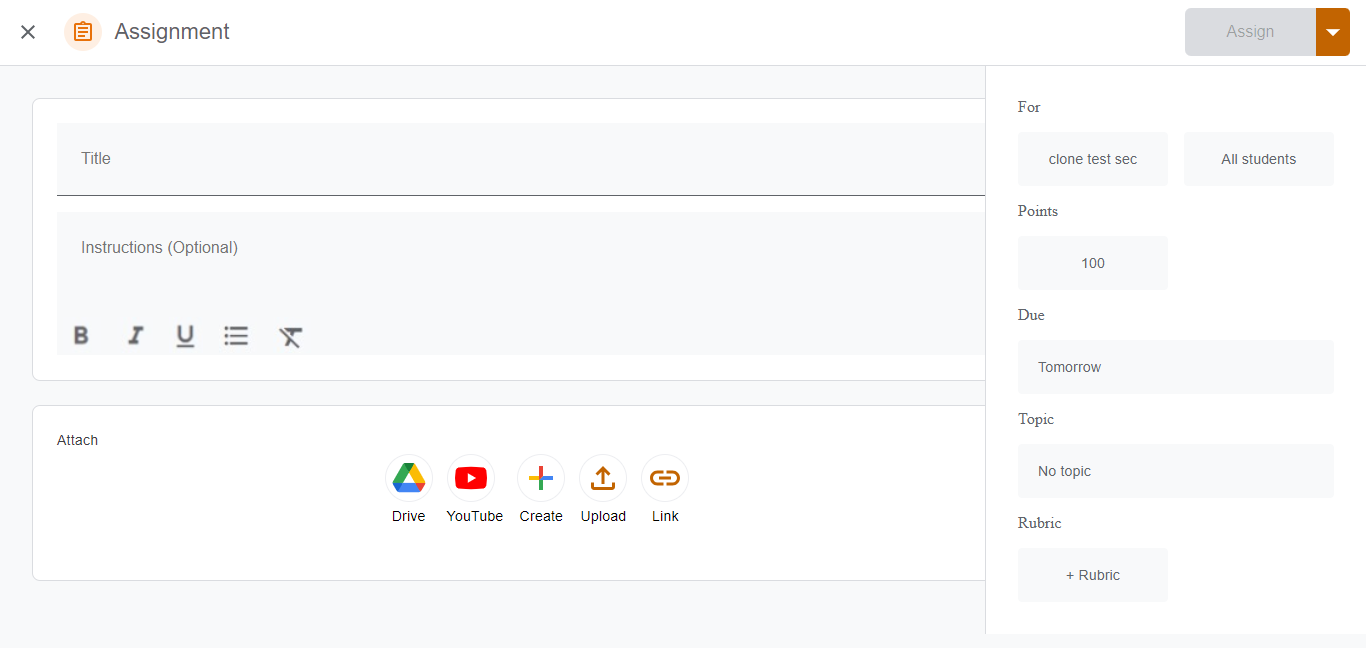 Assignment
Assign
Title
Instructions (Optional)
B I U
Attach
Drive YouTube Create Upload Link
For
clone test sec All students
Points
100
Due
Tomorrow
Topic
No topic
Rubric
+ Rubric